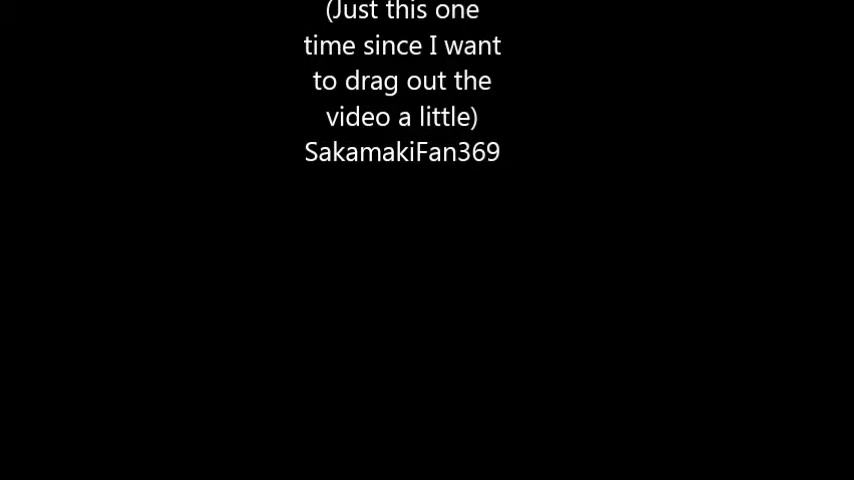 (Just this one
time since I want
to drag out the
video a little)
SakamakiFan369